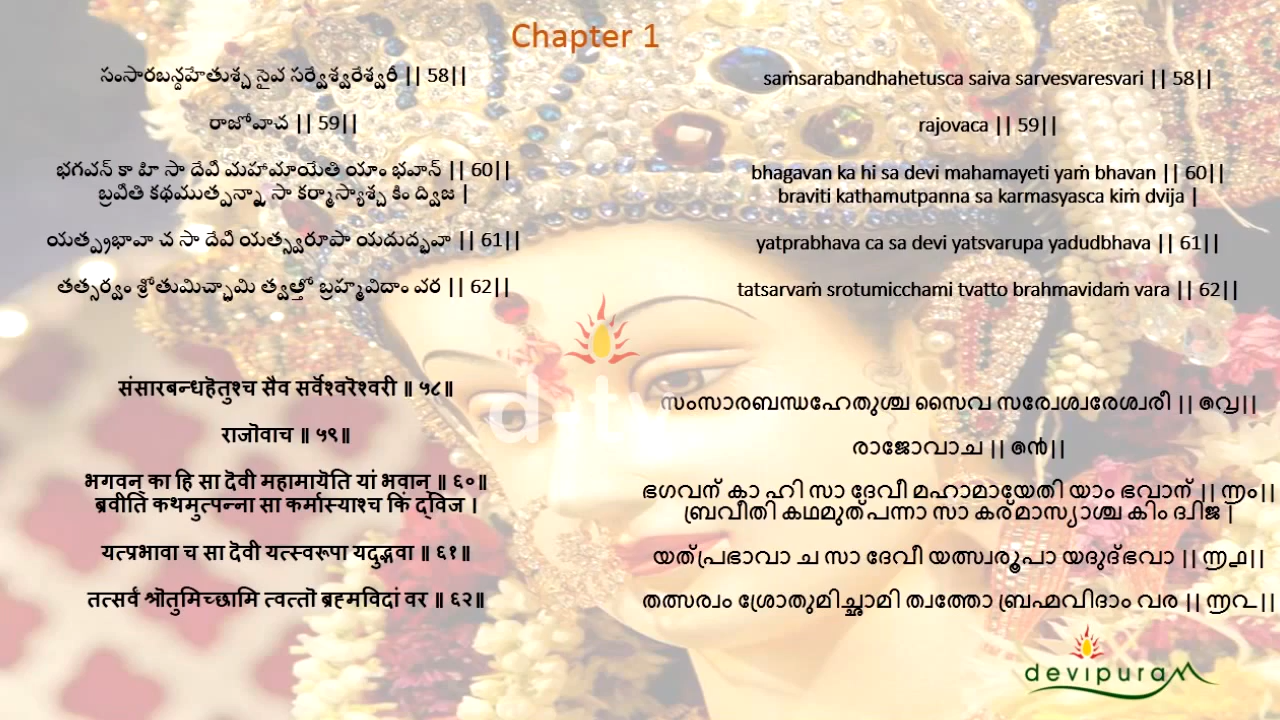 Chapter 1
సంసారబన్ధహేతుశ్చ సైవ సర్వేశ్వరేశ్వరీ || 58||
రాజోవాచ || 59||
భగవన్ కా హి సా దేవీ మహామాయేతి యాం భవాన్ || 60||
బ్రవీతి కథముత్పన్నా సా కర్మాస్యాశ్చ కిం ద్విజ |
యత్ప్రభావా చ సా దేవీ యత్స్వరూపా యదుద్భవా || 61||
తత్సర్వం శ్రోతుమిచ్ఛామి త్వత్తో బ్రహ్మవిదాం వర || 62||
saṁsarabandhahetusca saiva sarvesvaresvari || 58||
rajovaca || 59||
bhagavan ka hi sa devi mahamayeti yaṁ bhavan || 60||
braviti kathamutpanna sa karmasyasca kiṁ dvija |
yatprabhava ca sa devi yatsvarupa yadudbhava || 61||
tatsarvaṁ srotumicchami tvatto brahmavidaṁ vara || 62||
संसारबन्धहॆतुश्च सैव सर्वॆश्वरॆश्वरी ॥ ५८॥
राजॊवाच ॥ ५९॥
भगवन् का हि सा दॆवी महामायॆति यां भवान् ॥ ६०॥
ब्रवीति कथमुत्पन्ना सा कर्मास्याश्च किं द्विज ।
यत्प्रभावा च सा दॆवी यत्स्वरूपा यदुद्भवा ॥ ६१॥
तत्सर्वं श्रॊतुमिच्छामि त्वत्तॊ ब्रह्मविदां वर ॥ ६२॥
സംസാരബന്ധഹേതുശ്ച സൈവ സര്വേശ്വരേശ്വരീ || ൫൮||
രാജോവാച || ൫൯||
ഭഗവന് കാ ഹി സാ ദേവീ മഹാമായേതി യാം ഭവാന് || ൬൦||
ബ്രവീതി കഥമുത്പന്നാ സാ കര്മാസ്യാശ്ച കിം ദ്വിജ |
യത്പ്രഭാവാ ച സാ ദേവീ യത്സ്വരൂപാ യദുദ്ഭവാ || ൬൧||
തത്സര്വം ശ്രോതുമിച്ഛാമി ത്വത്തോ ബ്രഹ്മവിദാം വര || ൬൨||
devipuram